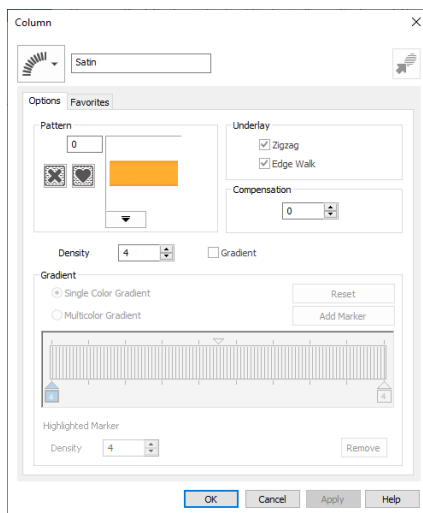 Column
Satin
Options Favorites
Pattern
0
Underlay
Zigzag
Edge Walk
Compensation
0
Density 4 Gradient
Gradient
Single Color Gradient Reset
Multicolor Gradient Add Marker
4 4
Highlighted Marker
Density 4 Remove
OK Cancel Apply Help